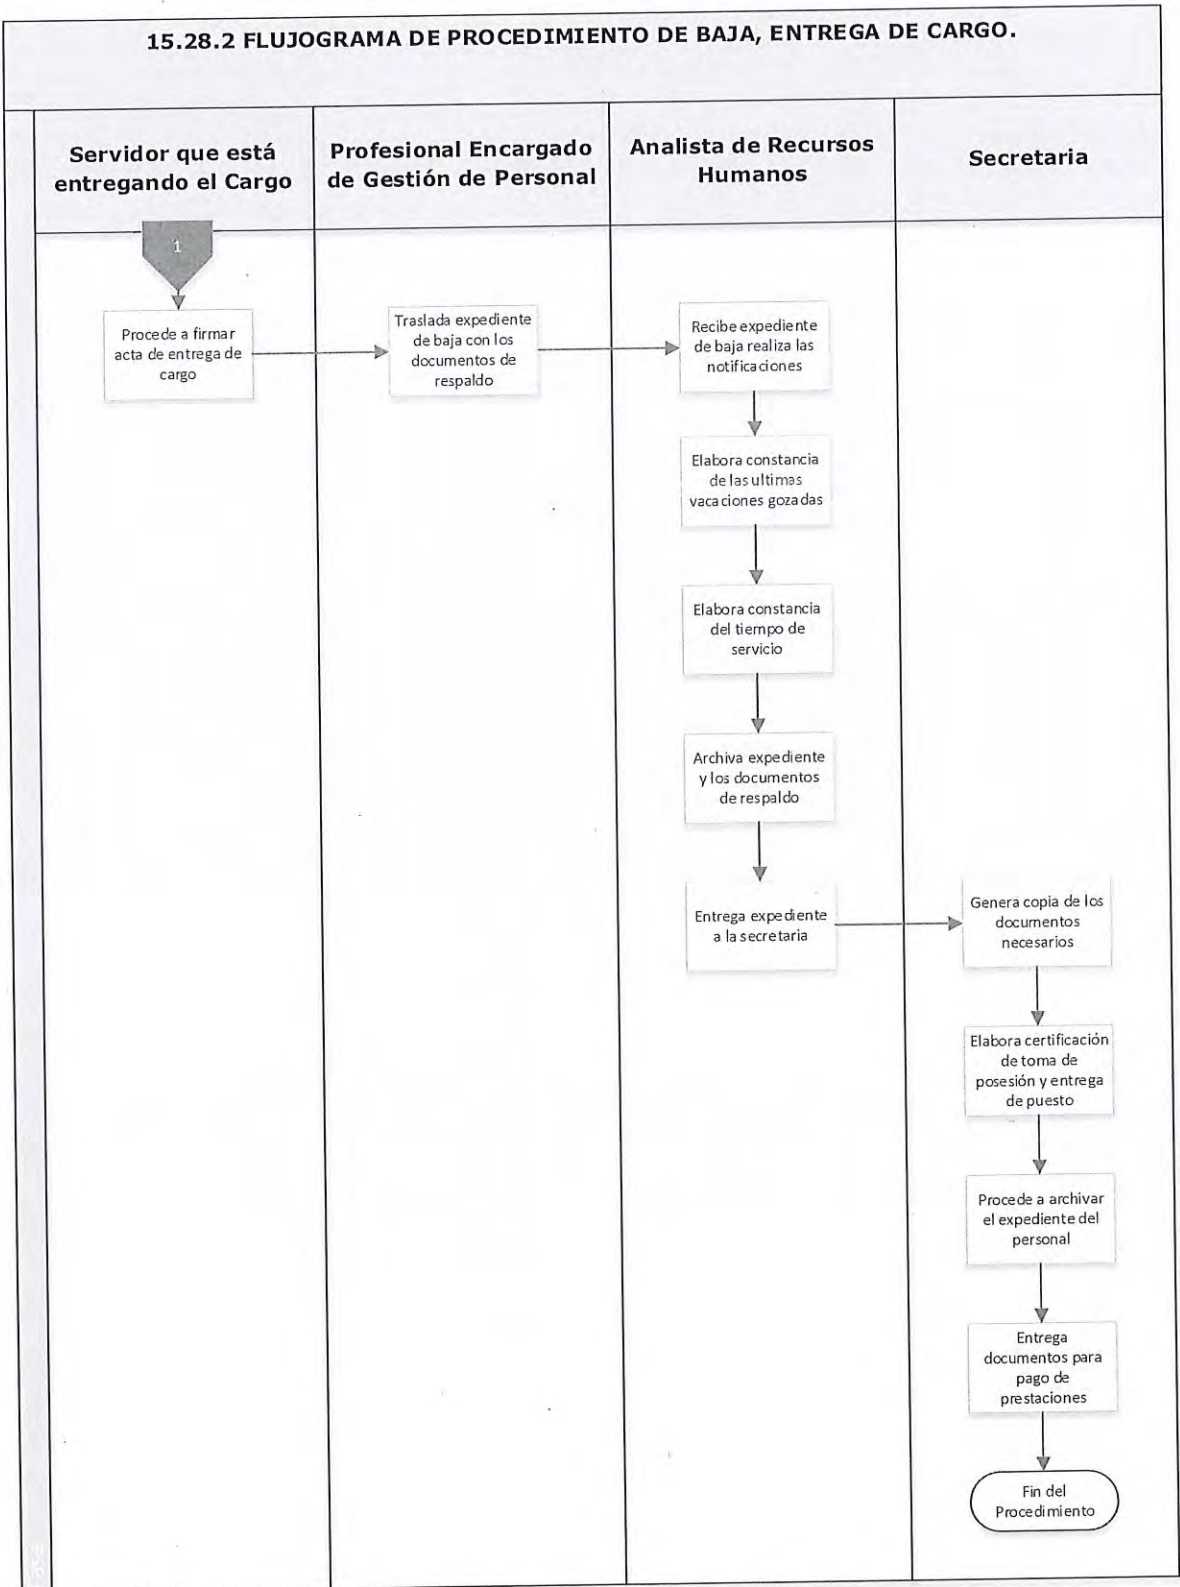 15.28.2 FLUJOGRAMA DE PROCEDIMIENTO DE BAJA, ENTREGA DE CARGO.
Servidor que está
entregando el Cargo
Profesional Encargado
de Gestión de Personal
Analista de Recursos
Humanos
Secretaria
1
Procede a firmar
acta de entrega de
cargo
Traslada expediente
de baja con los
documentos de
respaldo
Recibe expediente
de baja realiza las
notificaciones
Elabora constancia
de las ultimas
vacaciones gozadas
Elabora constancia
del tiempo de
servicio
Archiva expediente
y los documentos
de respaldo
Entrega expediente
a la secretaria
Genera copia de los
documentos
necesarios
Elabora certificación
de toma de
posesión y entrega
de puesto
Procede a archivar
el expediente del
personal
Entrega
documentos para
pago de
prestaciones
Fin del
Procedimiento